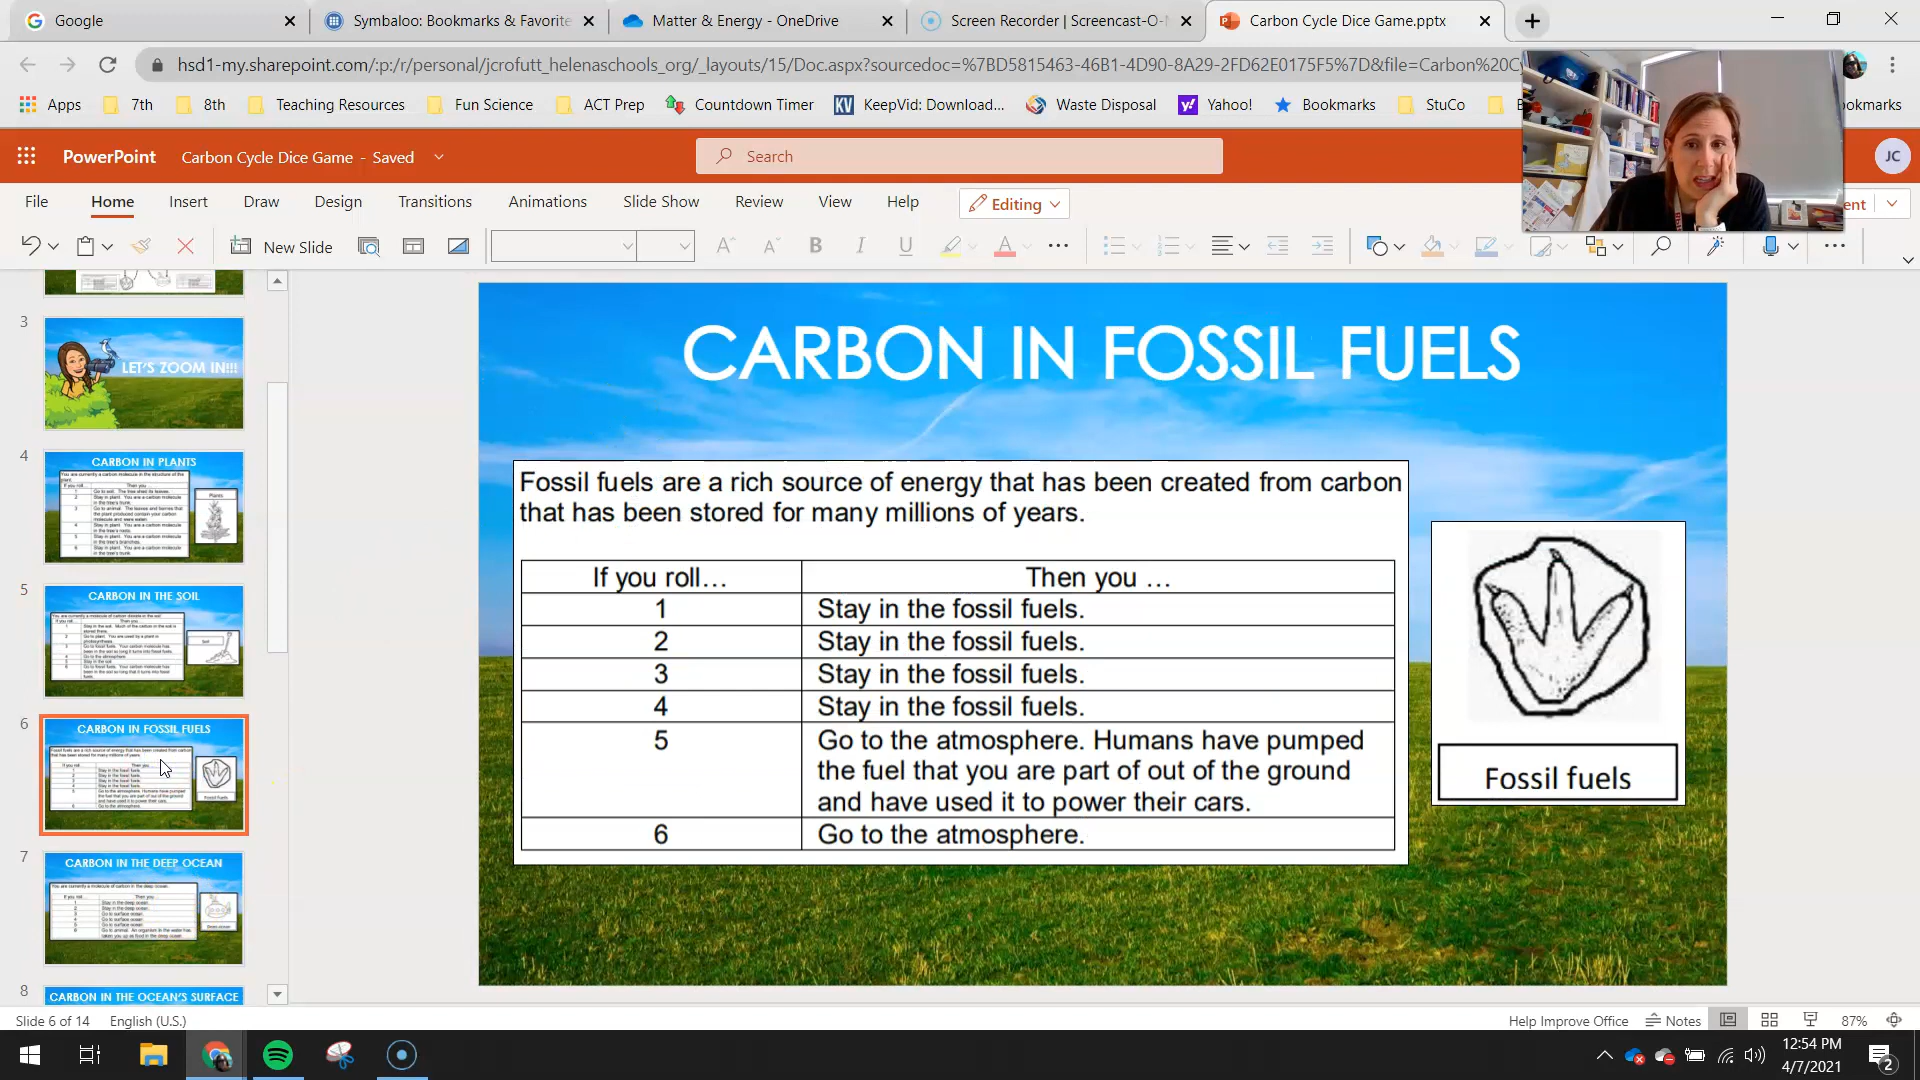 Google
Symbaloo: Bookmarks & Favorite
Matter & Energy - OneDrive
Screen Recorder | Screencast-O-
Carbon Cycle Dice Game.pptx
hsd1-my.sharepoint.com/:p:/r/personal/jcrofutt_helenaschools_org/_layouts/15/Doc.aspx?sourcedoc=%7BD5815463-46B1-4D90-8A29-2FD62E0175F5%7D&file=Carbon%20C
Apps
7th
8th
Teaching Resources
Fun Science
ACT Prep
Countdown Timer
KV
KeepVid: Download...
Waste Disposal
Yahoo!
Bookmarks
StuCo
PowerPoint
Carbon Cycle Dice Game - Saved
Search
JC
File
Home
Insert
Draw
Design
Transitions
Animations
Slide Show
Review
View
Help
Editing
New Slide
B
I
U
3
LET'S ZOOM IN!!!
4
CARBON IN PLANTS
5
CARBON IN THE SOIL
6
CARBON IN FOSSIL FUELS
7
CARBON IN THE DEEP OCEAN
8
CARBON IN THE OCEAN'S SURFACE
CARBON IN FOSSIL FUELS
Fossil fuels are a rich source of energy that has been created from carbon
that has been stored for many millions of years.
If you roll... Then you ...
1 Stay in the fossil fuels.
2 Stay in the fossil fuels.
3 Stay in the fossil fuels.
4 Stay in the fossil fuels.
5 Go to the atmosphere. Humans have pumped
the fuel that you are part of out of the ground
and have used it to power their cars.
6 Go to the atmosphere.
Fossil fuels
Slide 6 of 14
English (U.S.)
Help Improve Office
Notes
87%
12:54 PM
4/7/2021
2